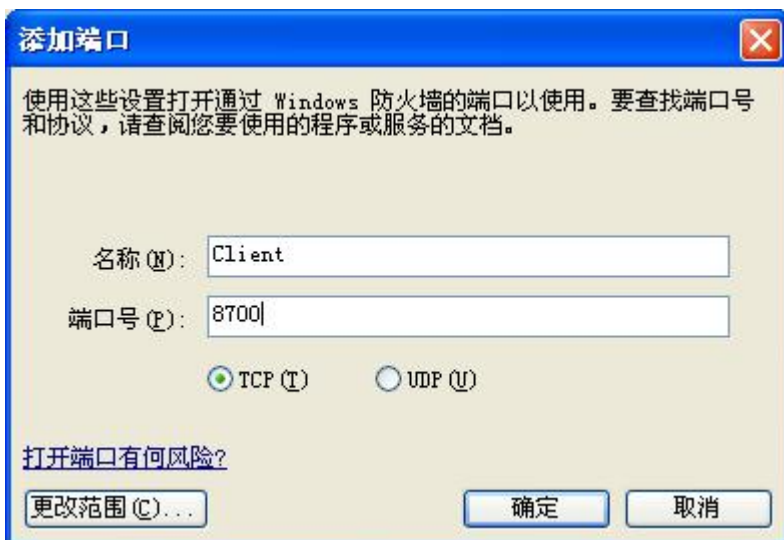 添加端口
使用这些设置打开通过 Windows 防火墙的端口以使用。要查找端口号
和协议，请查阅您要使用的程序或服务的文档。
名称(N): Client
端口号(P): 8700
TCP(T) UDP(U)
打开端口有何风险?
更改范围(C)... 确定 取消